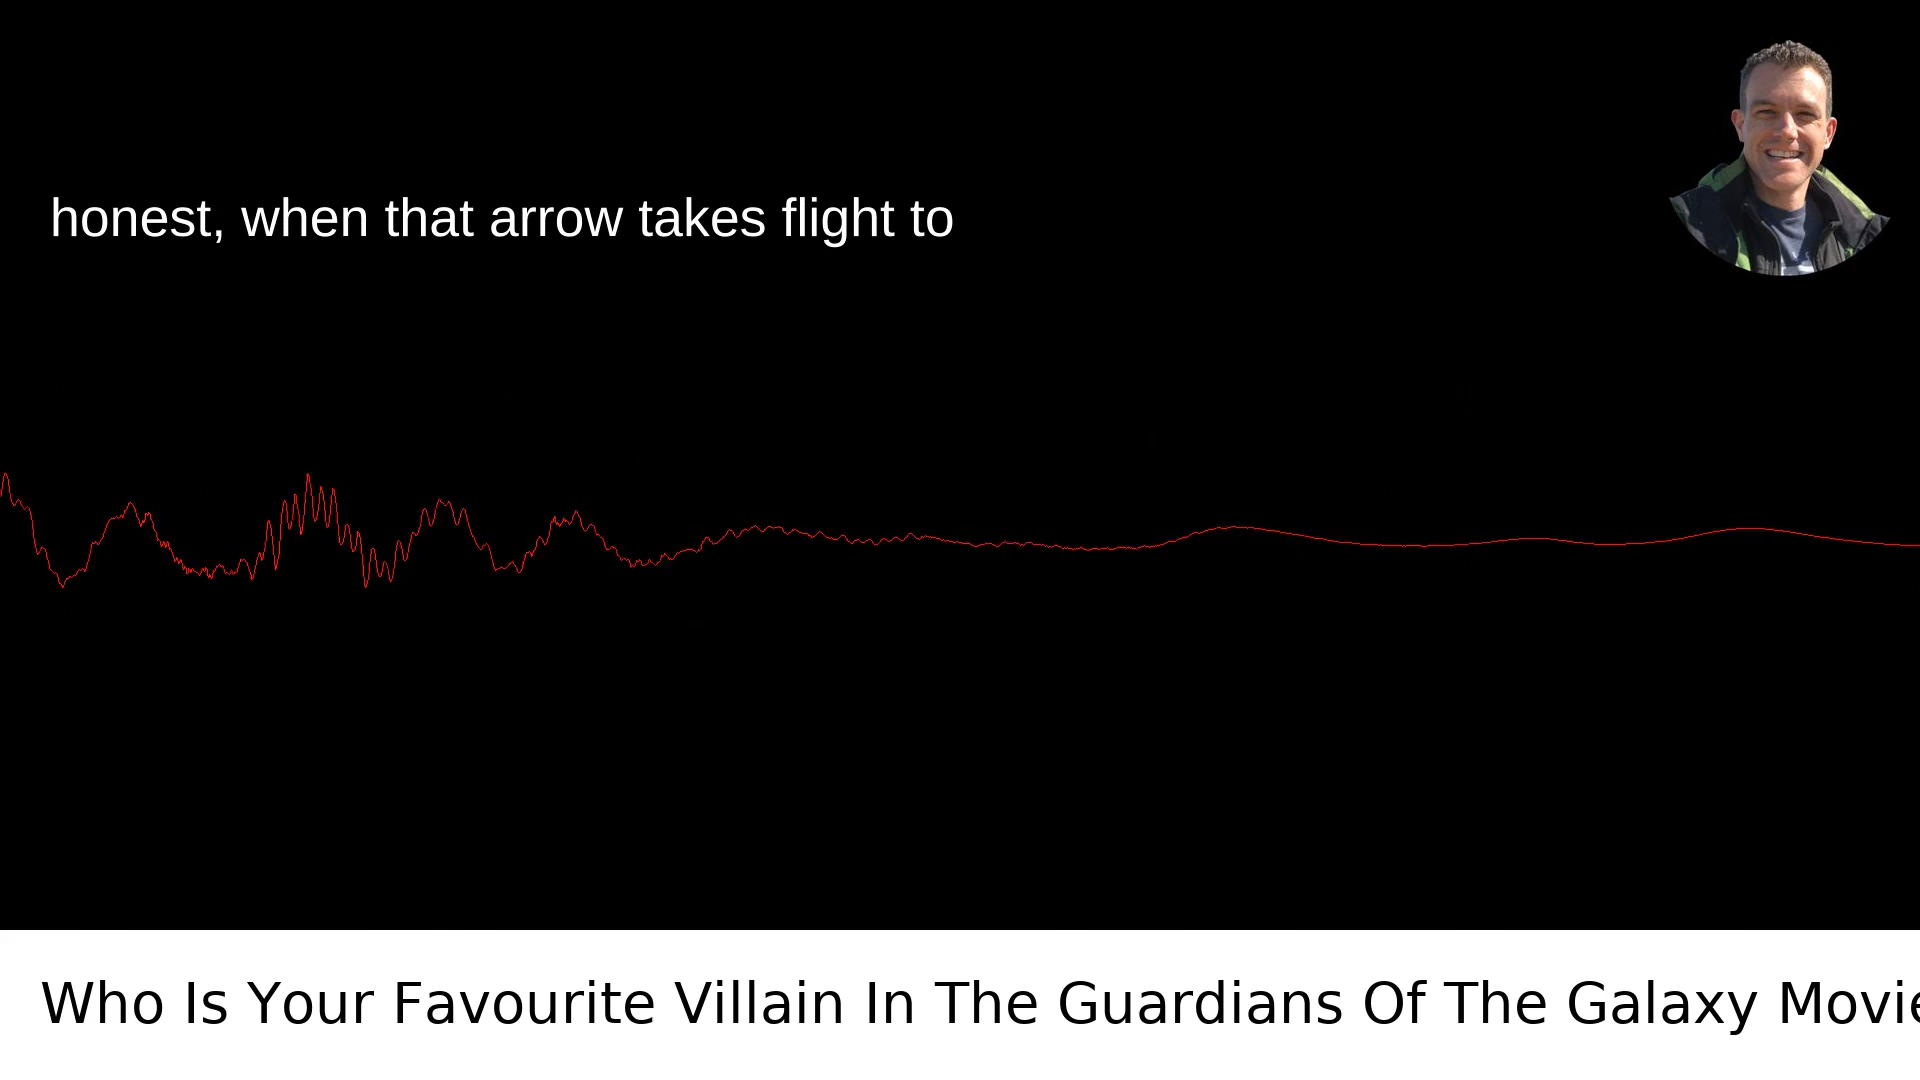 honest, when that arrow takes flight to
Who Is Your Favourite Villain In The Guardians Of The Galaxy Movie